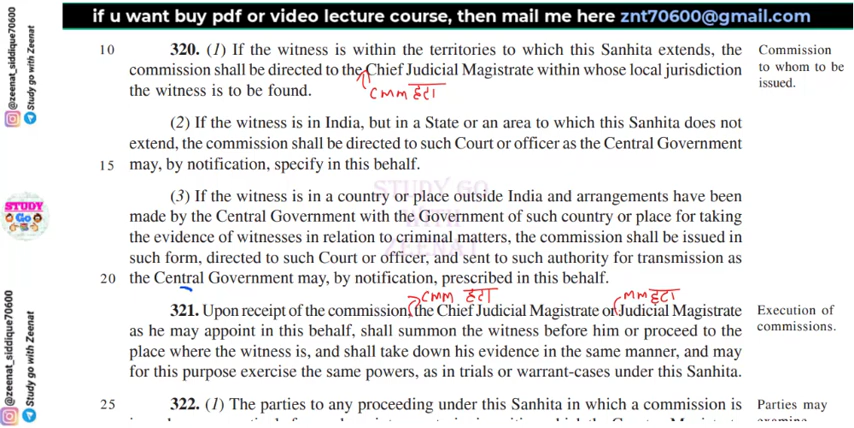 if u want buy pdf or video lecture course, then mail me here znt70600@gmail.com
10 320. (1) If the witness is within the territories to which this Sanhita extends, the
commission shall be directed to the Chief Judicial Magistrate within whose local jurisdiction
CMM हटा
the witness is to be found.
Commission
to whom to be
issued.
(2) If the witness is in India, but in a State or an area to which this Sanhita does not
extend, the commission shall be directed to such Court or officer as the Central Government
15 may, by notification, specify in this behalf.
(3) If the witness is in a country or place outside India and arrangements have been
made by the Central Government with the Government of such country or place for taking
the evidence of witnesses in relation to criminal matters, the commission shall be issued in
such form, directed to such Court or officer, and sent to such authority for transmission as
20 the Central Government may, by notification, prescribed in this behalf.
CMM हटा MM हटा
321. Upon receipt of the commission, the Chief Judicial Magistrate or Judicial Magistrate
as he may appoint in this behalf, shall summon the witness before him or proceed to the
place where the witness is, and shall take down his evidence in the same manner, and may
for this purpose exercise the same powers, as in trials or warrant-cases under this Sanhita.
Execution of
commissions.
25 322. (1) The parties to any proceeding under this Sanhita in which a commission is
Parties may
@zeenat_siddique70600
Study go with Zeenat
STUDY
Go
@zeenat_siddique70600
Study go with Zeenat
STUDY GO
WITH
ZEENAT